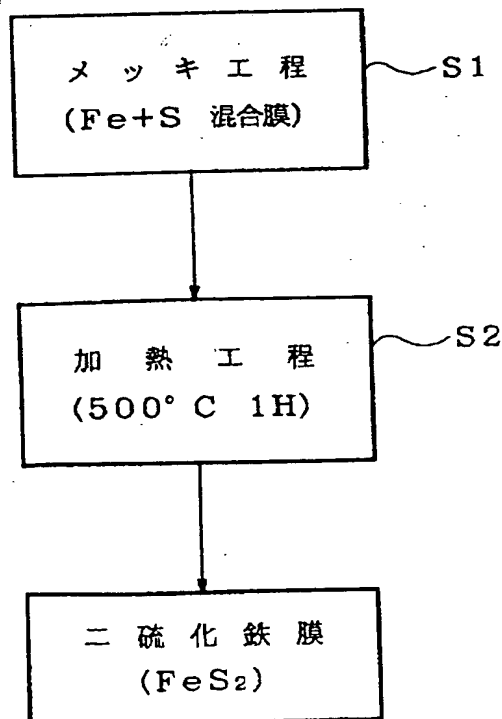 メッキ工程
(Fe+S 混合膜)
S1
加熱工程
(500°C 1H)
S2
二硫化鉄膜
(FeS₂)